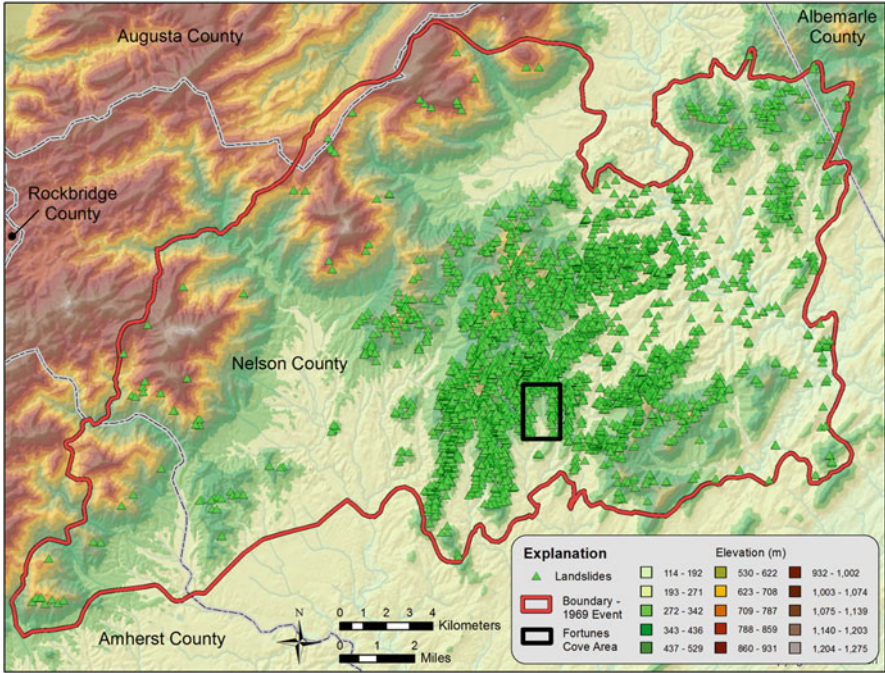 Augusta County
Albemarle
County
Rockbridge
County
Nelson County
Amherst County
N
0 1 2 3 4
Kilometers
0 1 2
Miles
Explanation
Landslides
Boundary -
1969 Event
Fortunes
Cove Area
Elevation (m)
114 - 192
193 - 271
272 - 342
343 - 436
437 - 529
530 - 622
623 - 708
709 - 787
788 - 859
860 - 931
932 - 1,002
1,003 - 1,074
1,075 - 1,139
1,140 - 1,203
1,204 - 1,275